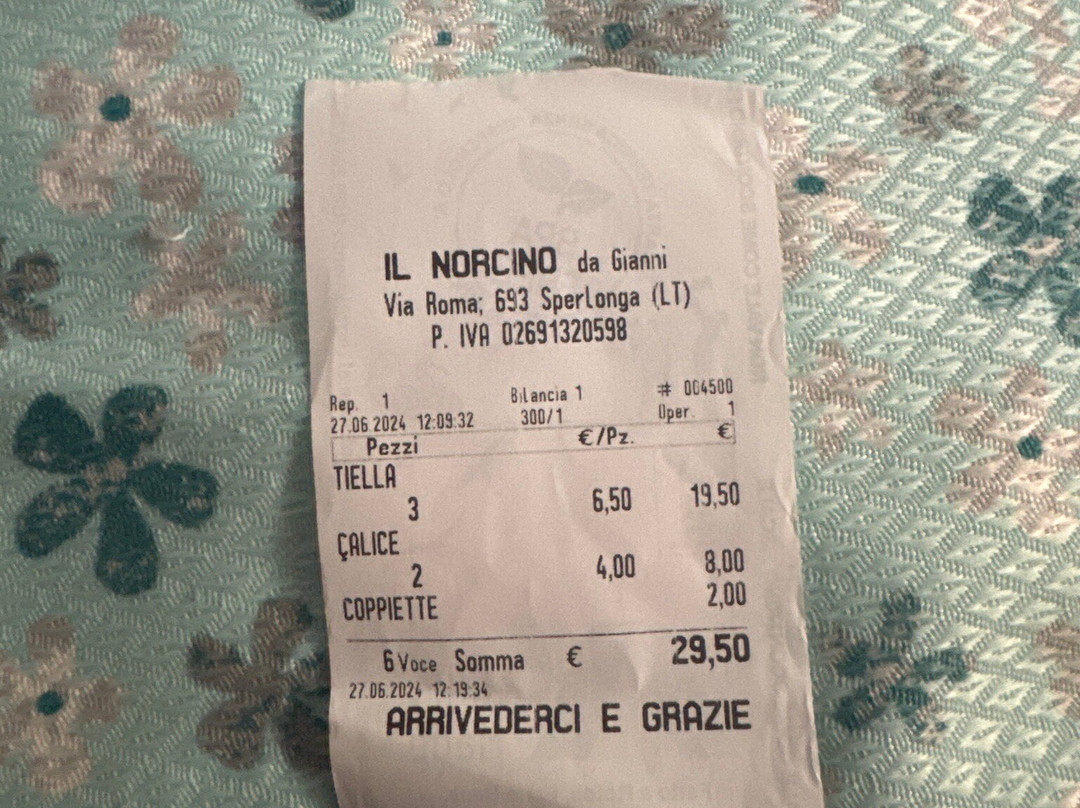 IL NORCINO da Gianni
Via Roma; 693 Sperlonga (LT)
P. IVA 02691320598
Rep. 1 Bilancia 1 # 004500
27.06.2024 12:09:32 300/1 Oper. 1
Pezzi €/Pz. €
TIELLA
3 6,50 19,50
ÇALICE
2 4,00 8,00
COPPIETTE 2,00
6 Voce Somma € 29,50
27.06.2024 12:19:34
ARRIVEDERCI E GRAZIE